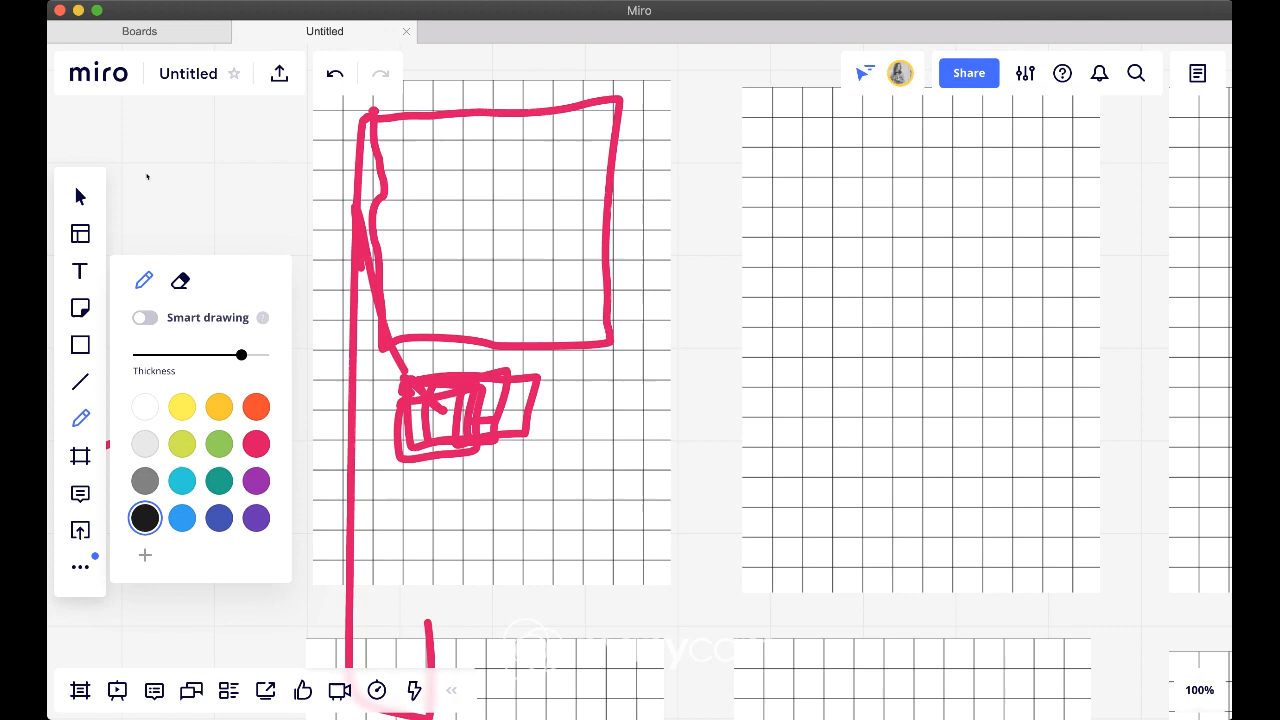 Miro
Boards
Untitled
miro
Untitled
Share
Smart drawing
Thickness
100%